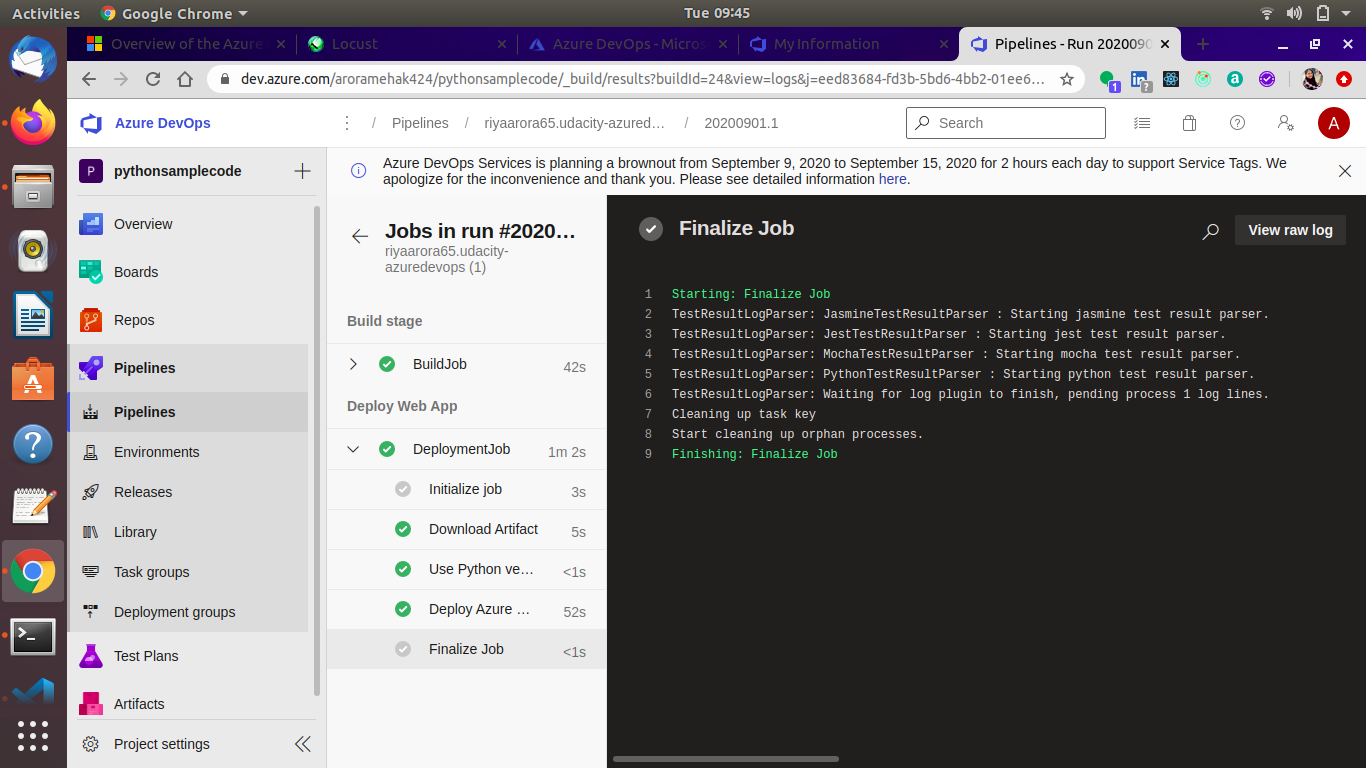 Activities
Google Chrome
Tue 09:45
Overview of the Azure
Locust
Azure DevOps - Micros
My Information
Pipelines - Run 2020090
dev.azure.com/aroramehak424/pythonsamplecode/_build/results?buildId=24&view=logs&j=eed83684-fd3b-5bd6-4bb2-01ee6...
1
?
Azure DevOps
/ Pipelines / riyaarora65.udacity-azured... / 20200901.1
Search
A
P pythonsamplecode
Overview
Boards
Repos
Pipelines
Pipelines
Environments
Releases
Library
Task groups
Deployment groups
Test Plans
Artifacts
Project settings
Azure DevOps Services is planning a brownout from September 9, 2020 to September 15, 2020 for 2 hours each day to support Service Tags. We
apologize for the inconvenience and thank you. Please see detailed information here.
Jobs in run #2020...
riyaarora65.udacity-
azuredevops (1)
Build stage
BuildJob 42s
Deploy Web App
DeploymentJob 1m 2s
Initialize job 3s
Download Artifact 5s
Use Python ve... <1s
Deploy Azure ... 52s
Finalize Job <1s
Finalize Job
View raw log
1 Starting: Finalize Job
2 TestResultLogParser: JasmineTestResultParser : Starting jasmine test result parser.
3 TestResultLogParser: JestTestResultParser : Starting jest test result parser.
4 TestResultLogParser: MochaTestResultParser : Starting mocha test result parser.
5 TestResultLogParser: PythonTestResultParser : Starting python test result parser.
6 TestResultLogParser: Waiting for log plugin to finish, pending process 1 log lines.
7 Cleaning up task key
8 Start cleaning up orphan processes.
9 Finishing: Finalize Job